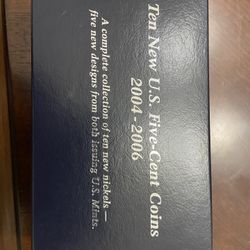 Ten New U.S. Five-Cent Coins
2004-2006
A complete collection of ten new nickels—
five new designs from both issuing U.S. Mints.